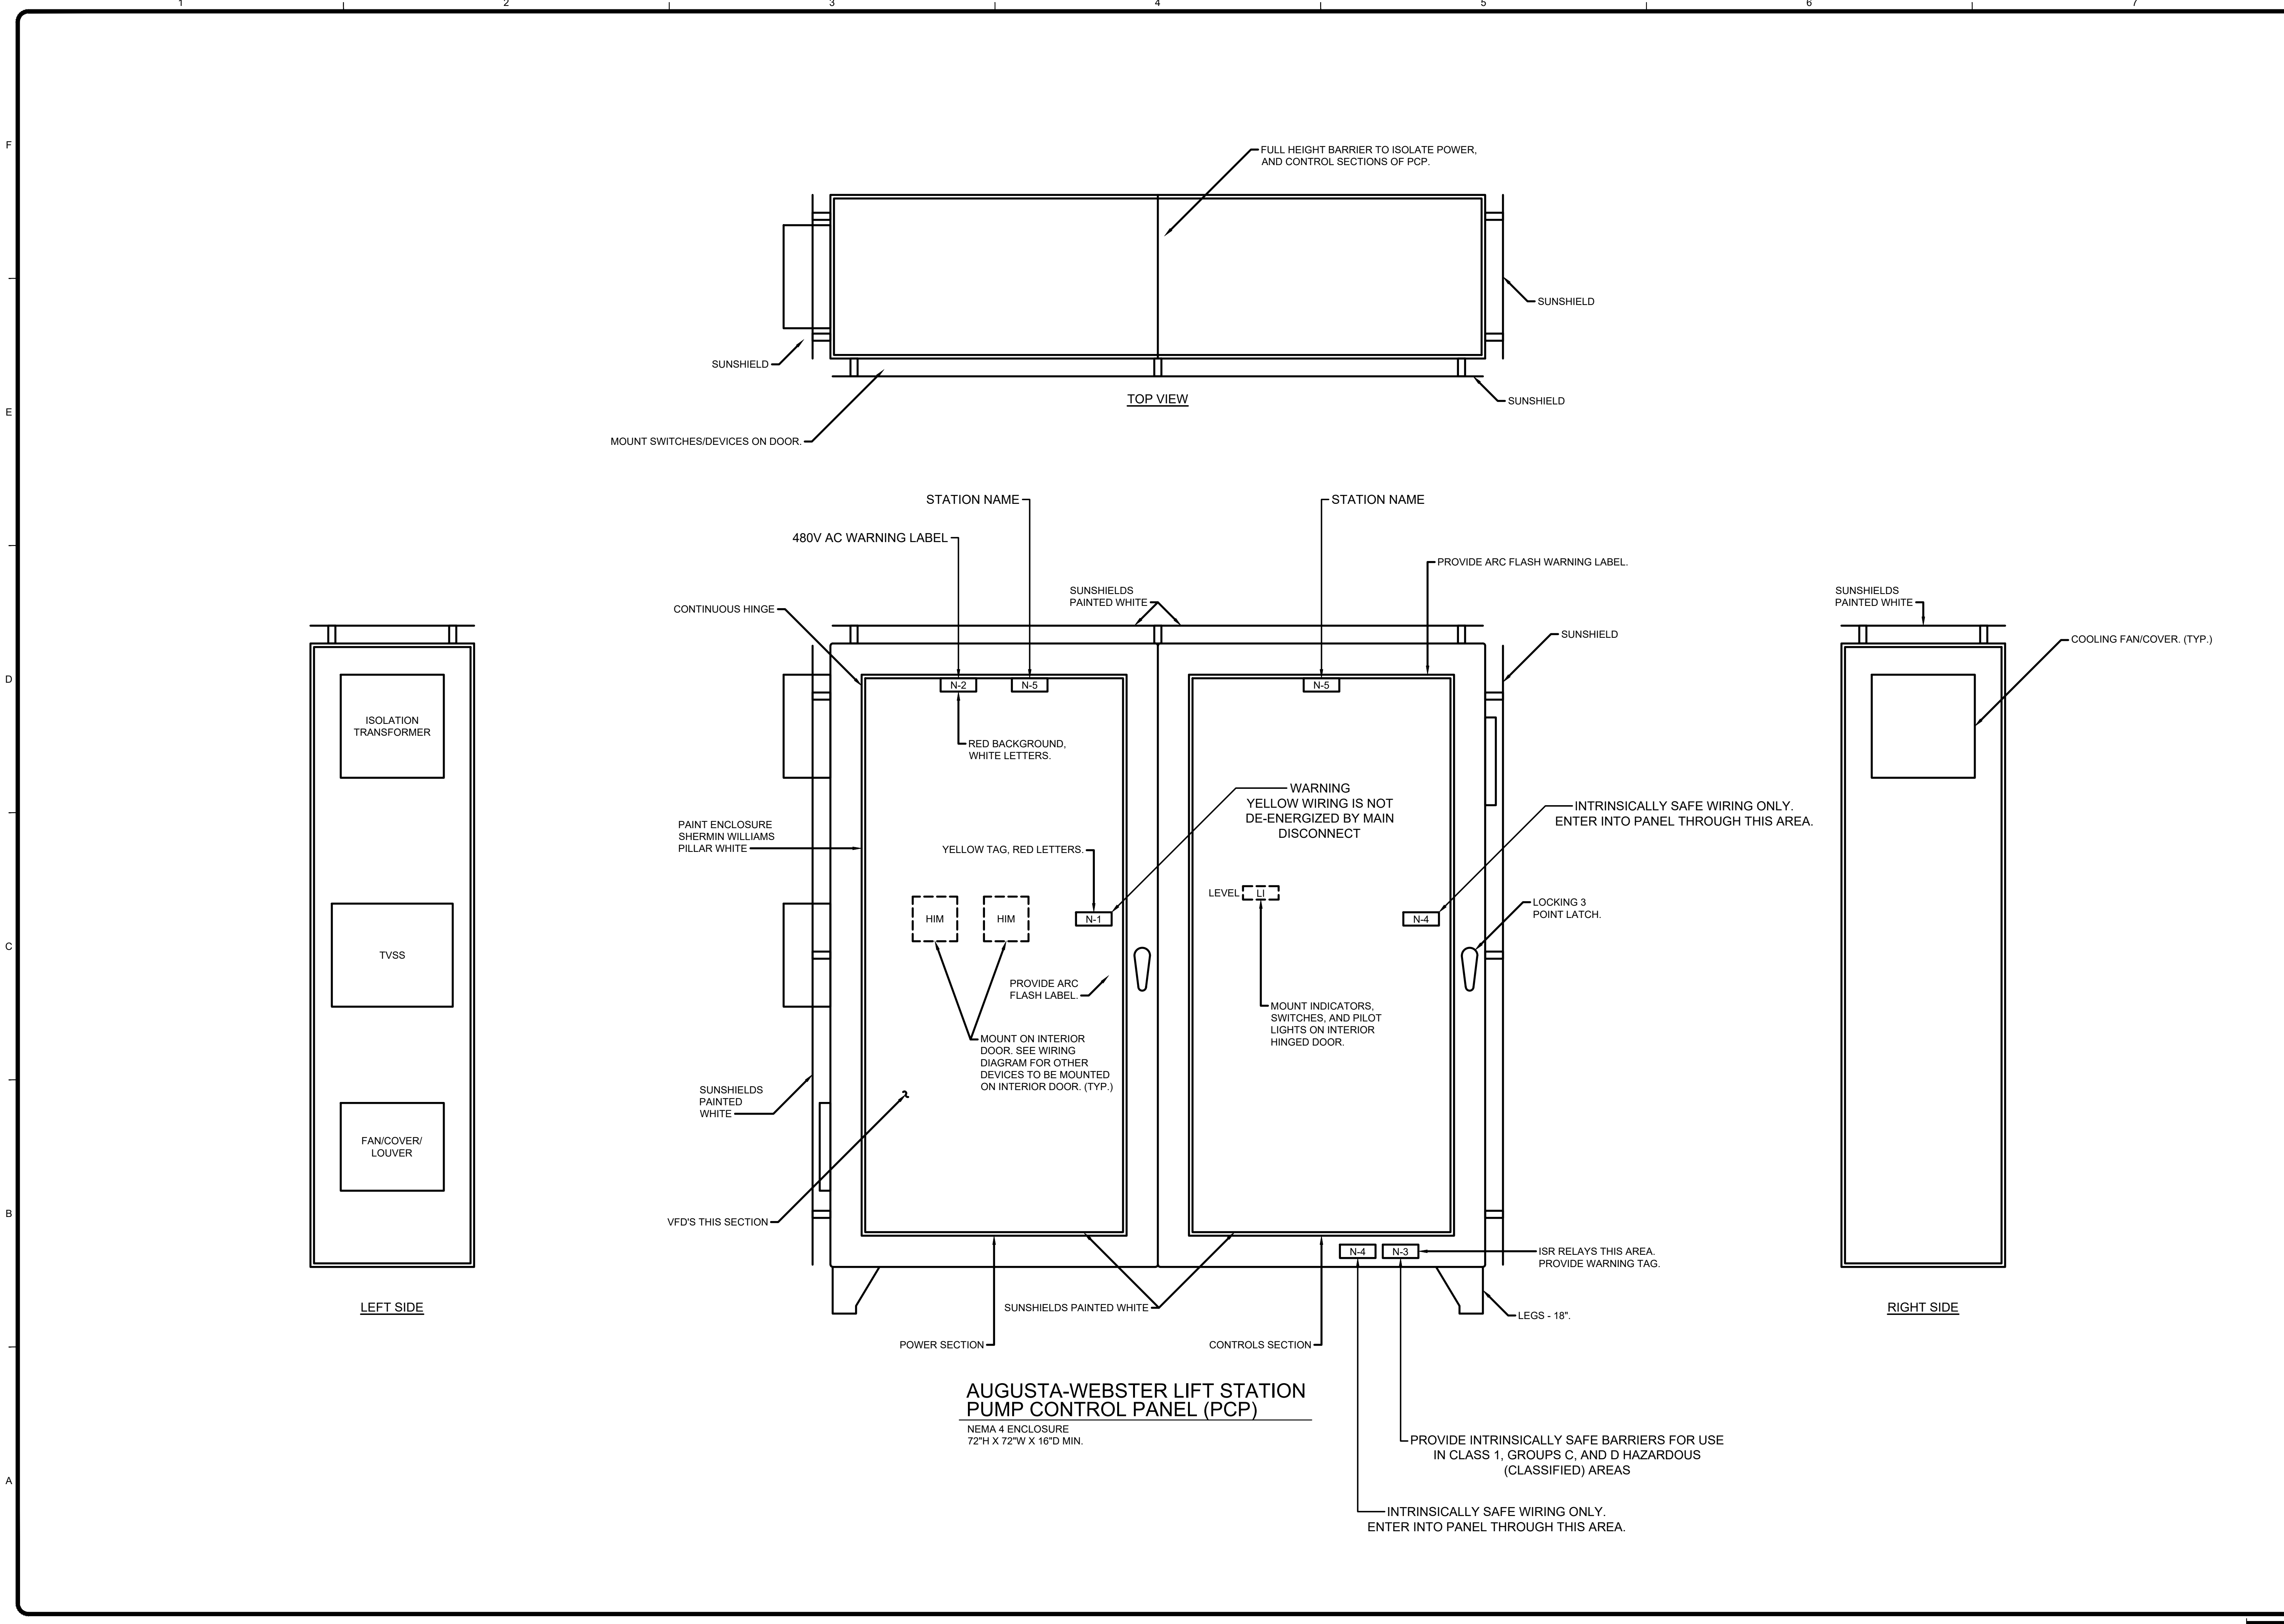 1 2 3 4 5 6 7
F
E
D
C
B
A
FULL HEIGHT BARRIER TO ISOLATE POWER,
AND CONTROL SECTIONS OF PCP.
SUNSHIELD
SUNSHIELD
SUNSHIELD
TOP VIEW
MOUNT SWITCHES/DEVICES ON DOOR.
STATION NAME
STATION NAME
480V AC WARNING LABEL
PROVIDE ARC FLASH WARNING LABEL.
SUNSHIELDS
PAINTED WHITE
SUNSHIELDS
PAINTED WHITE
CONTINUOUS HINGE
SUNSHIELD
COOLING FAN/COVER. (TYP.)
N-2
N-5
N-5
ISOLATION
TRANSFORMER
RED BACKGROUND,
WHITE LETTERS.
WARNING
YELLOW WIRING IS NOT
DE-ENERGIZED BY MAIN
DISCONNECT
INTRINSICALLY SAFE WIRING ONLY.
ENTER INTO PANEL THROUGH THIS AREA.
PAINT ENCLOSURE
SHERMIN WILLIAMS
PILLAR WHITE
YELLOW TAG, RED LETTERS.
LEVEL
LI
LOCKING 3
POINT LATCH.
HIM
HIM
N-1
N-4
TVSS
PROVIDE ARC
FLASH LABEL.
MOUNT INDICATORS,
SWITCHES, AND PILOT
LIGHTS ON INTERIOR
HINGED DOOR.
MOUNT ON INTERIOR
DOOR. SEE WIRING
DIAGRAM FOR OTHER
DEVICES TO BE MOUNTED
ON INTERIOR DOOR. (TYP.)
SUNSHIELDS
PAINTED
WHITE
FAN/COVER/
LOUVER
VFD'S THIS SECTION
N-4
N-3
ISR RELAYS THIS AREA.
PROVIDE WARNING TAG.
LEFT SIDE
SUNSHIELDS PAINTED WHITE
LEGS - 18".
RIGHT SIDE
POWER SECTION
CONTROLS SECTION
AUGUSTA-WEBSTER LIFT STATION
PUMP CONTROL PANEL (PCP)
NEMA 4 ENCLOSURE
72"H X 72"W X 16"D MIN.
PROVIDE INTRINSICALLY SAFE BARRIERS FOR USE
IN CLASS 1, GROUPS C, AND D HAZARDOUS
(CLASSIFIED) AREAS
INTRINSICALLY SAFE WIRING ONLY.
ENTER INTO PANEL THROUGH THIS AREA.